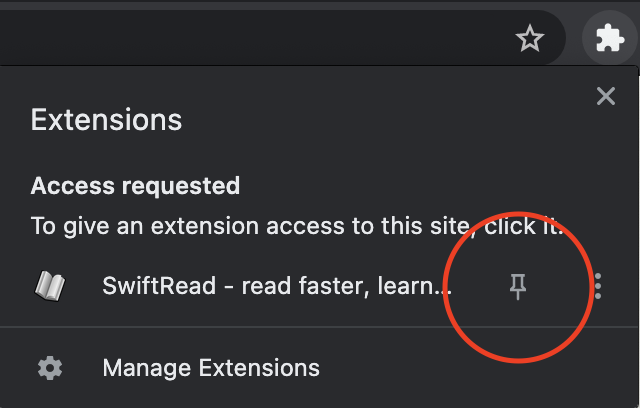 Extensions
Access requested
To give an extension access to this site, click it.
SwiftRead - read faster, learn...
Manage Extensions